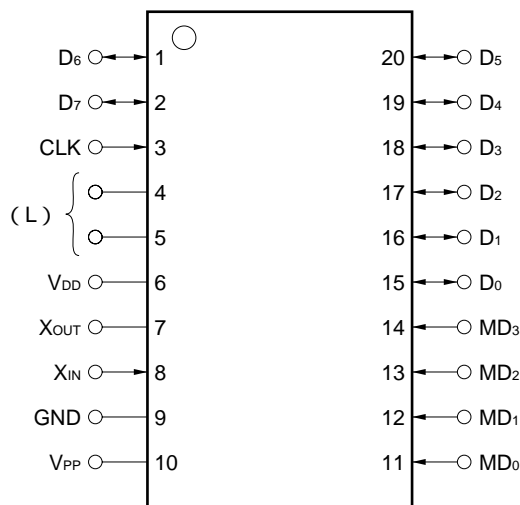 D6 1 20 D5
D7 2 19 D4
CLK 3 18 D3
(L) 4 17 D2
5 16 D1
VDD 6 15 D0
XOUT 7 14 MD3
XIN 8 13 MD2
GND 9 12 MD1
VPP 10 11 MD0